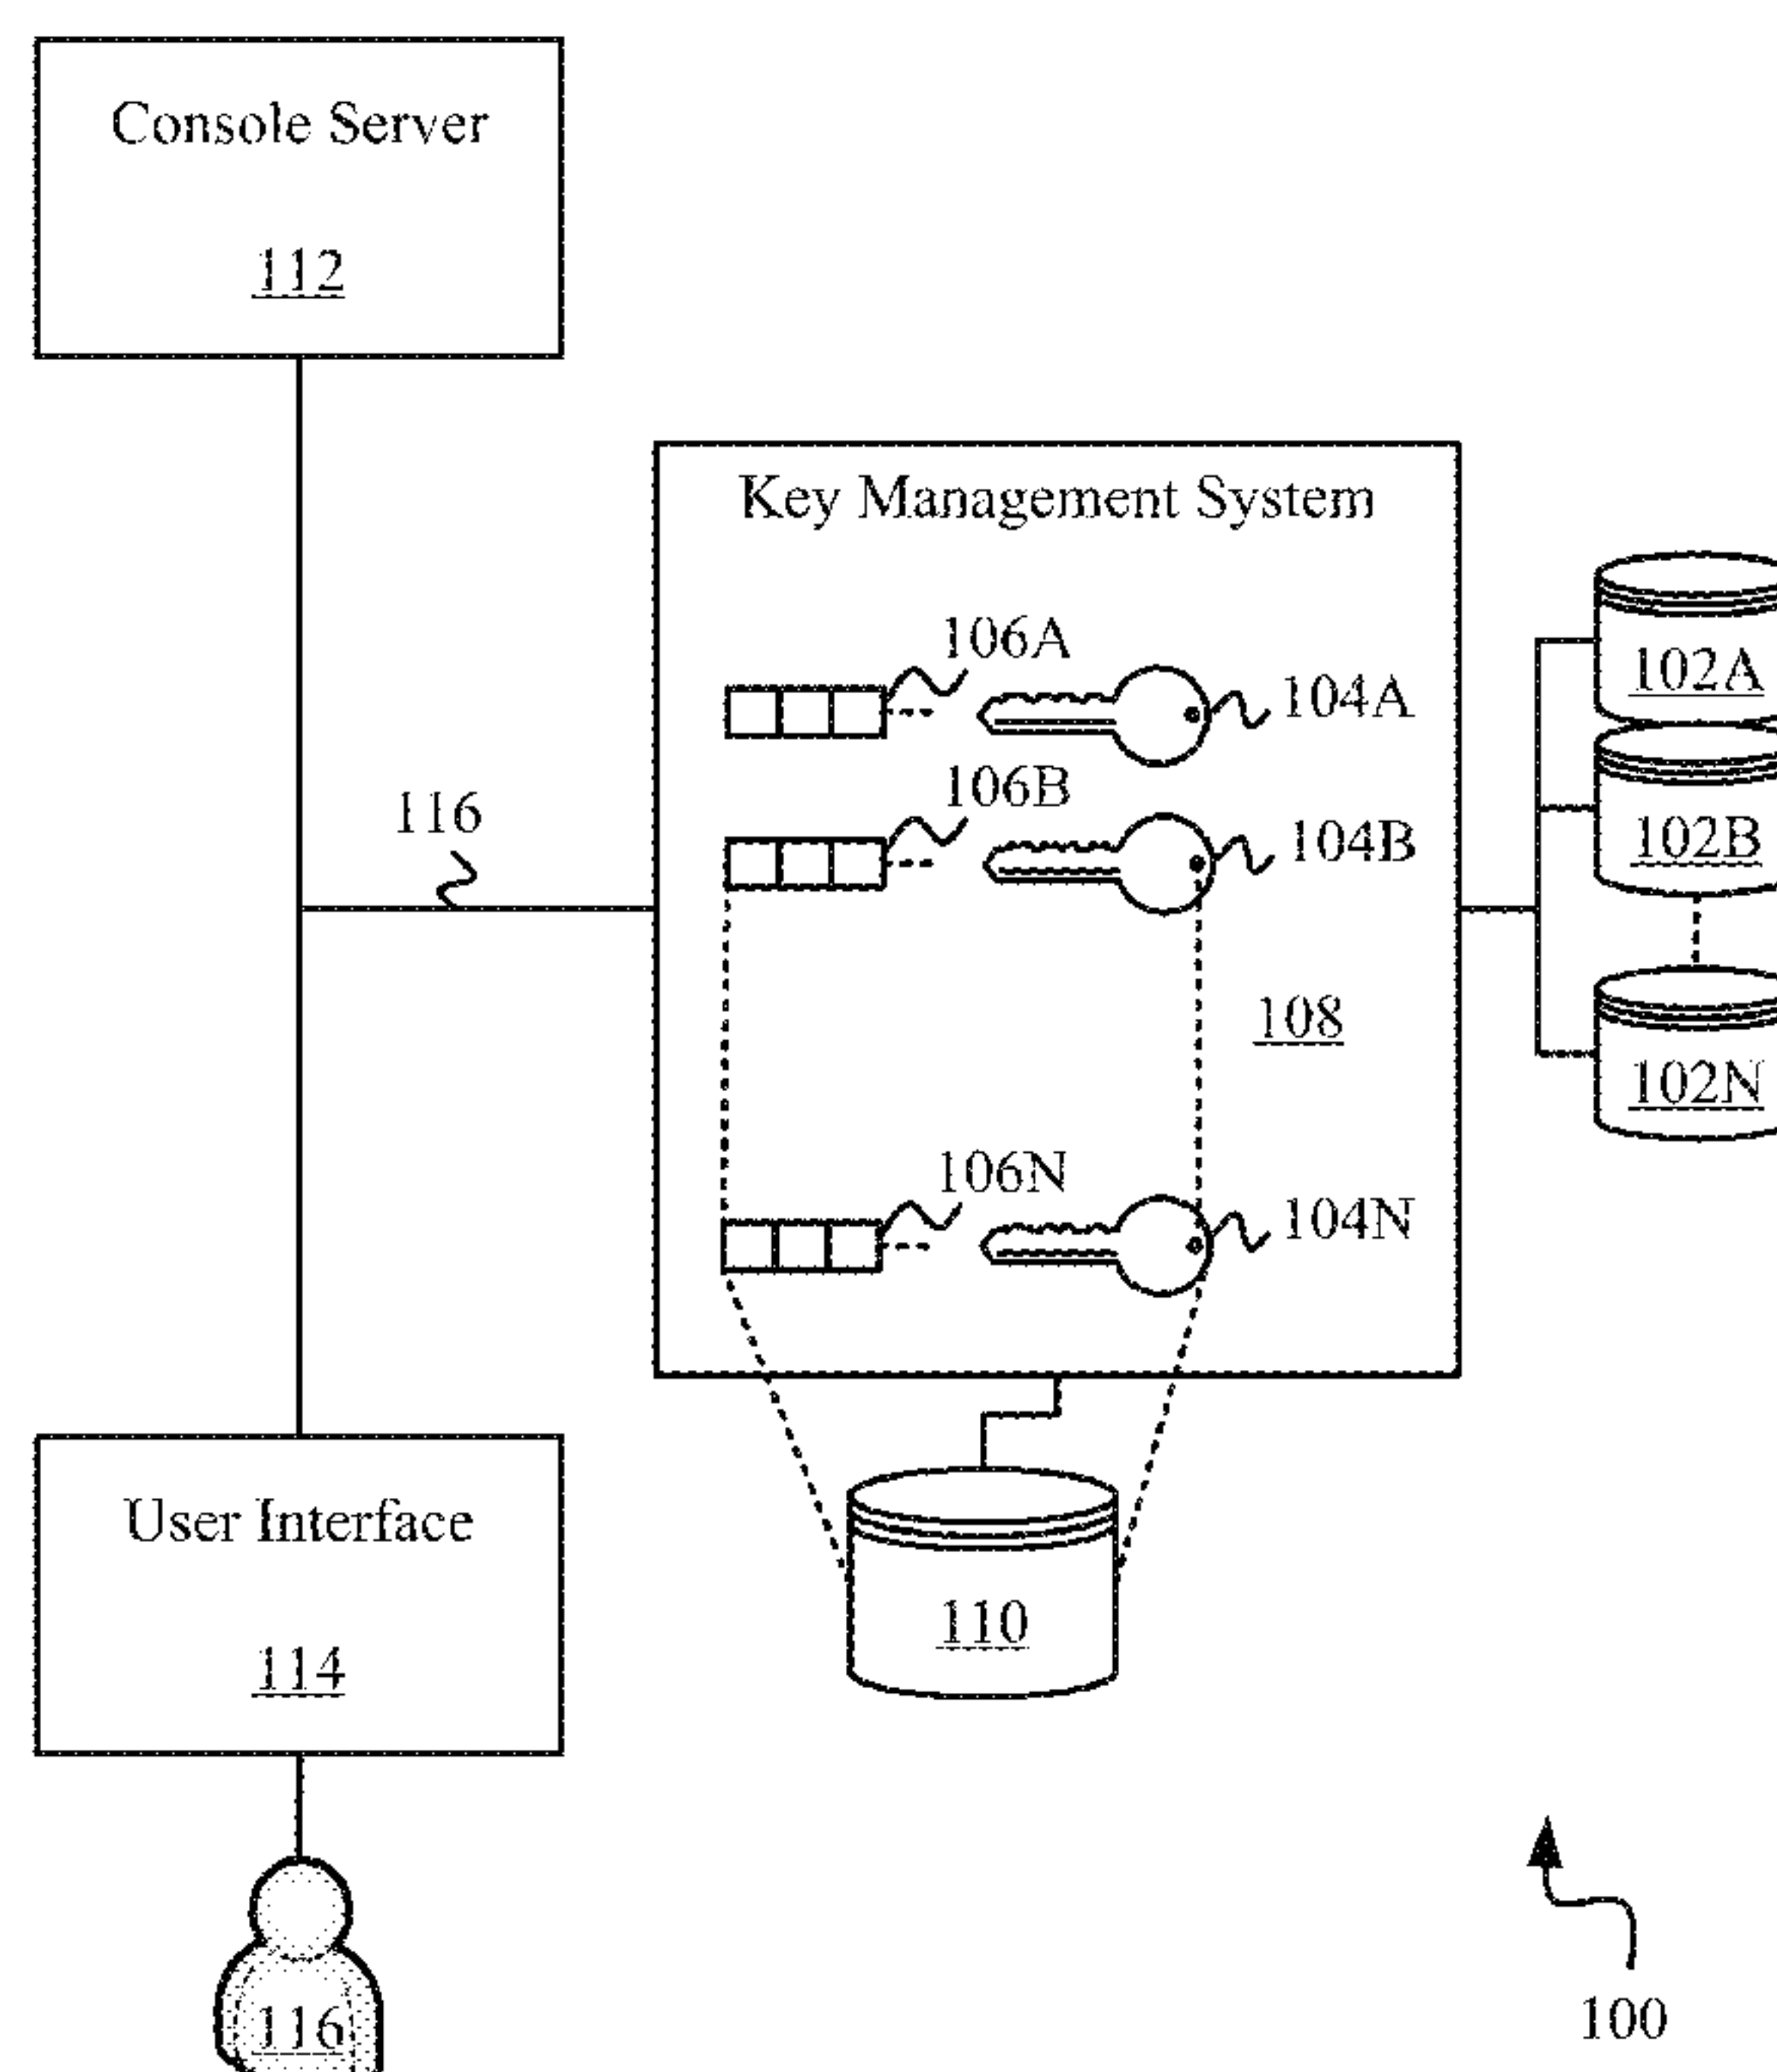 Console Server
112
Key Management System
106A
104A
106B
104B
116
108
106N
104N
102A
102B
102N
User Interface
114
110
116
100